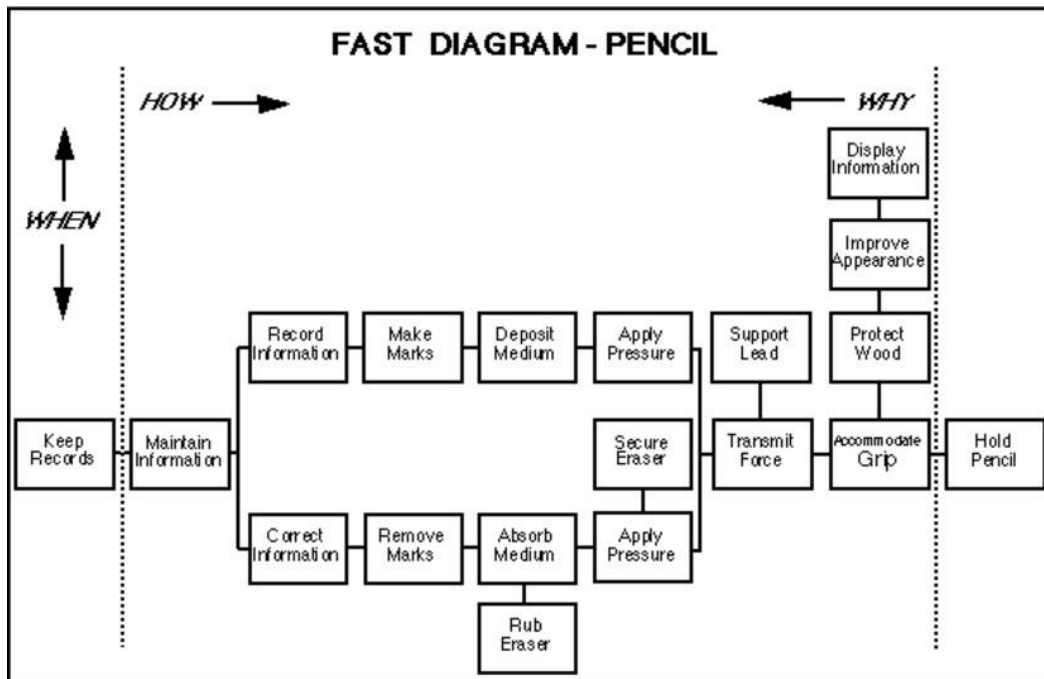 FAST DIAGRAM - PENCIL
HOW
WHY
WHEN
Display
Information
Improve
Appearance
Record
Information
Make
Marks
Deposit
Medium
Apply
Pressure
Support
Lead
Protect
Wood
Keep
Records
Maintain
Information
Secure
Eraser
Transmit
Force
Accommodate
Grip
Hold
Pencil
Correct
Information
Remove
Marks
Absorb
Medium
Apply
Pressure
Rub
Eraser